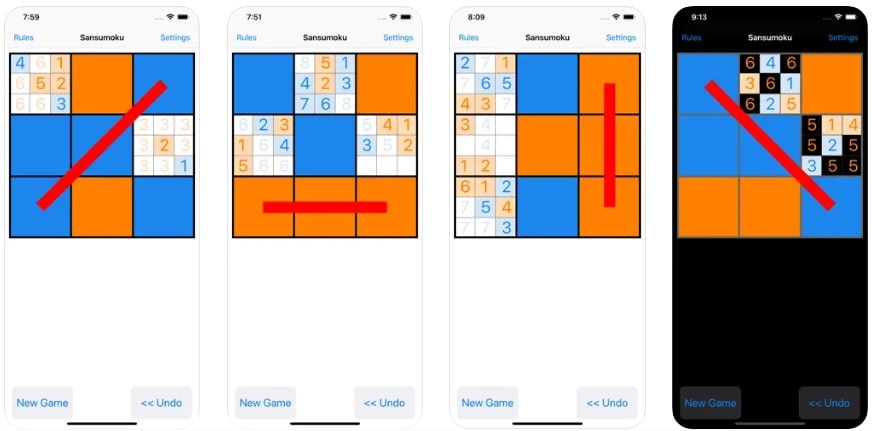 7:59
Rules Sansumoku Settings
4 6 1
6 5 2
6 6 3
3 3 3
3 2 3
3 3 1
New Game << Undo
7:51
Rules Sansumoku Settings
8 5 1
4 2 3
7 6 8
6 2 3 5 4 1
1 6 4 3 5 2
5 6 6
New Game << Undo
8:09
Rules Sansumoku Settings
2 7 1
7 6 5
4 3 7
3 4
4
1 2
6 1 2
7 5 4
7 7 3
New Game << Undo
9:13
Rules Sansumoku Settings
6 4 6
3 6 1
6 2 5
5 1 4
5 2 5
3 5 5
New Game << Undo